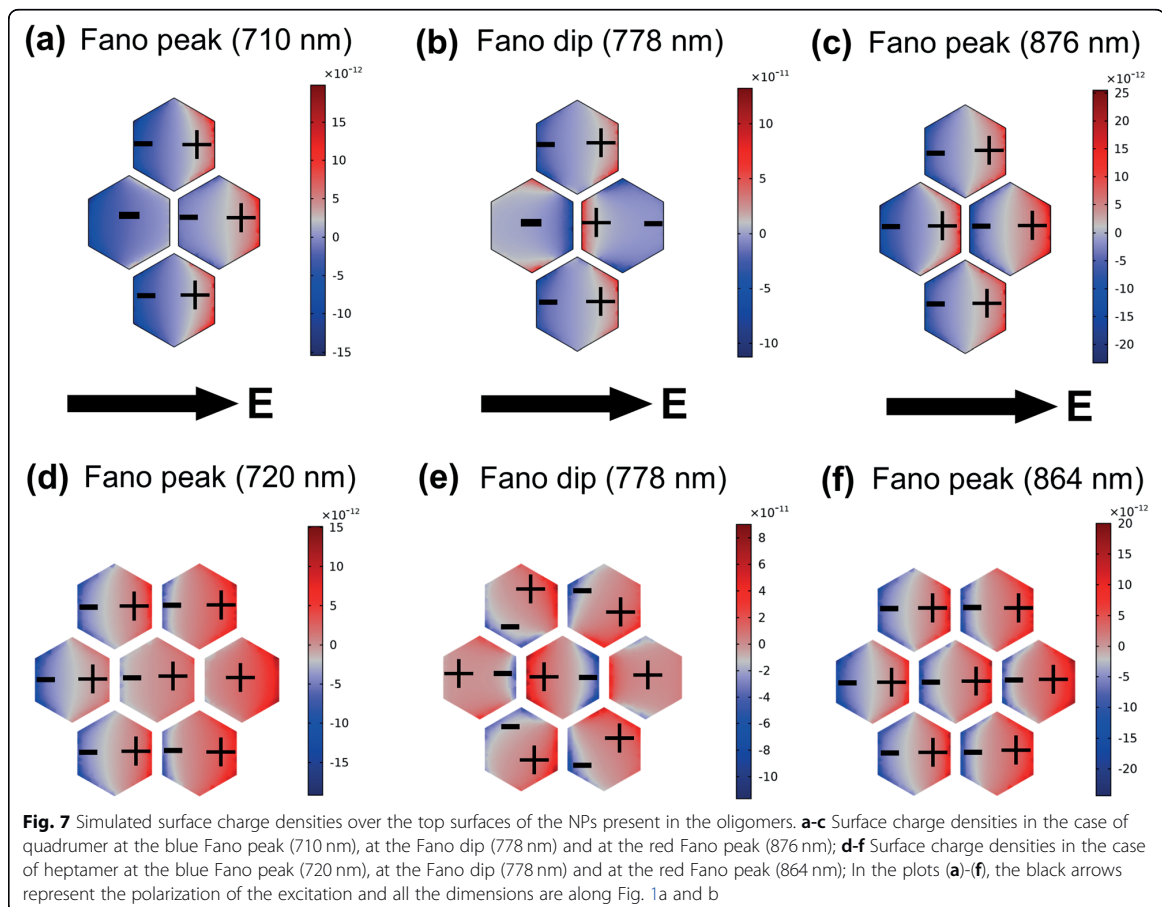 (a) Fano peak (710 nm)
×10⁻¹²
15
10
5
0
-5
-10
-15
− +
− − +
− +
E
(b) Fano dip (778 nm)
×10⁻¹¹
10
5
0
-5
-10
− +
− + −
− +
E
(c) Fano peak (876 nm)
×10⁻¹²
25
20
15
10
5
0
-5
-10
-15
-20
− +
− + − +
− +
E
(d) Fano peak (720 nm)
×10⁻¹²
15
10
5
0
-5
-10
-15
− + − +
− + − + +
− + − +
(e) Fano dip (778 nm)
×10⁻¹¹
8
6
4
2
0
-2
-4
-6
-8
-10
+ − − +
+ − + − +
− + + −
(f) Fano peak (864 nm)
×10⁻¹²
20
15
10
5
0
-5
-10
-15
-20
− + − +
− + − + − +
− + − +
Fig. 7 Simulated surface charge densities over the top surfaces of the NPs present in the oligomers. a-c Surface charge densities in the case of
quadrumer at the blue Fano peak (710 nm), at the Fano dip (778 nm) and at the red Fano peak (876 nm); d-f Surface charge densities in the case
of heptamer at the blue Fano peak (720 nm), at the Fano dip (778 nm) and at the red Fano peak (864 nm); In the plots (a)-(f), the black arrows
represent the polarization of the excitation and all the dimensions are along Fig. 1a and b